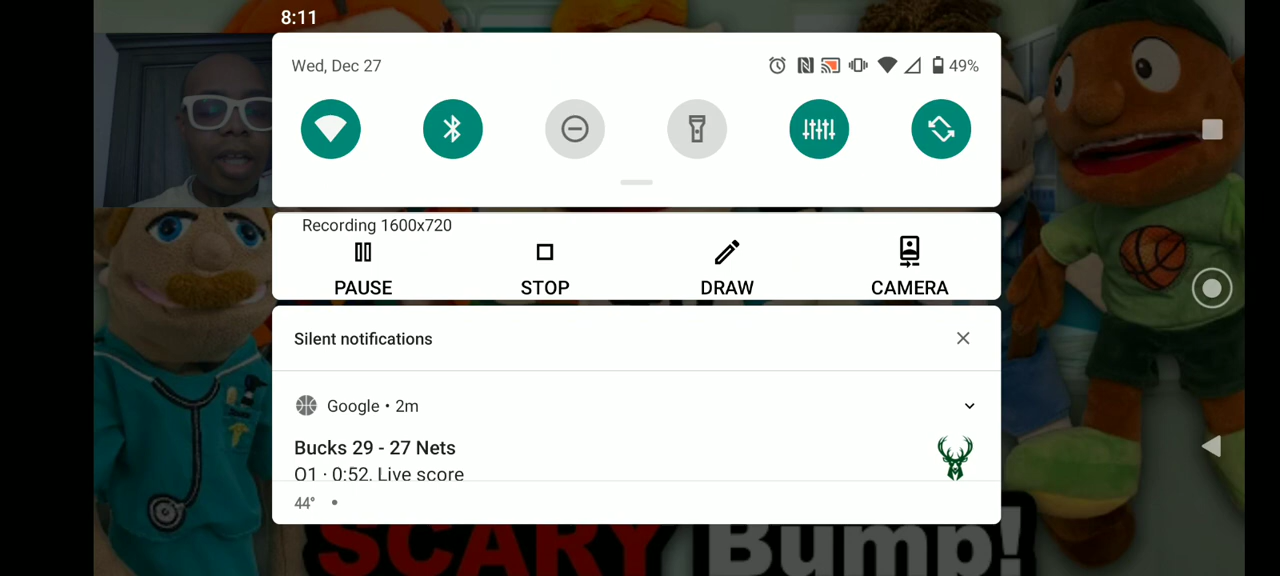 8:11
Wed, Dec 27
49%
Recording 1600x720
PAUSE
STOP
DRAW
CAMERA
Silent notifications
Google • 2m
Bucks 29 - 27 Nets
Q1 · 0:52. Live score
44° •
SCARY Bump!